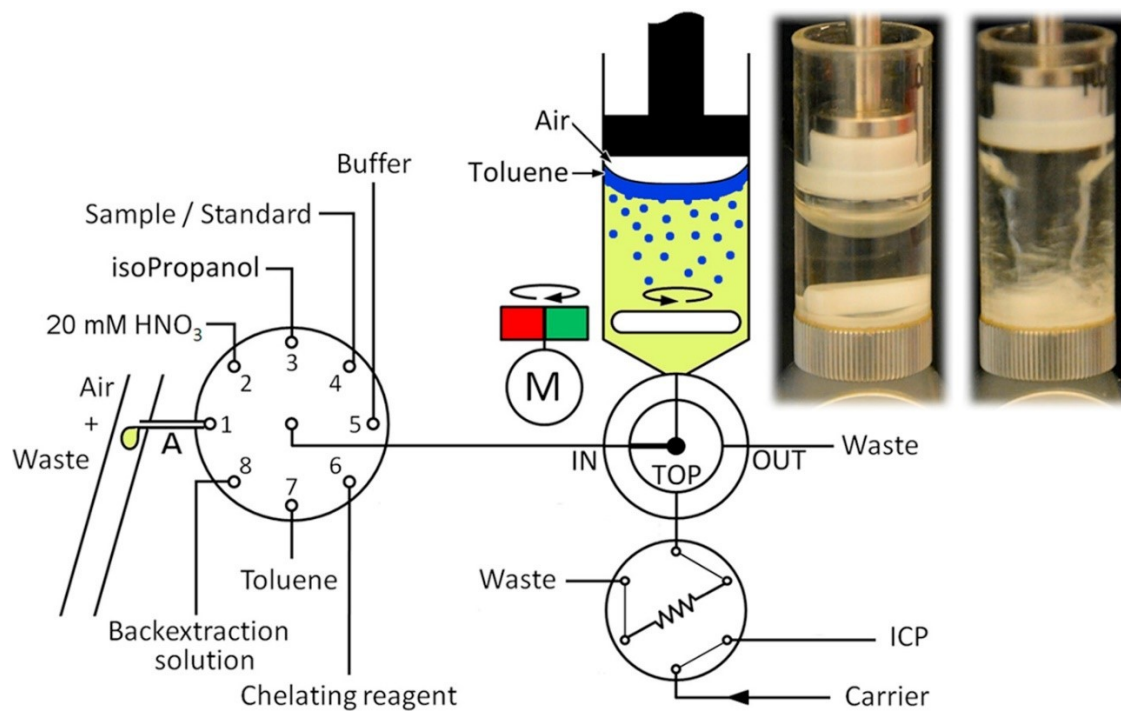 Air
Toluene
Buffer
Sample / Standard
isoPropanol
20 mM HNO₃
Air
+
Waste
A
1
2
3
4
5
6
7
8
M
IN
TOP
OUT
Waste
Toluene
Backextraction
solution
Chelating reagent
Waste
ICP
Carrier